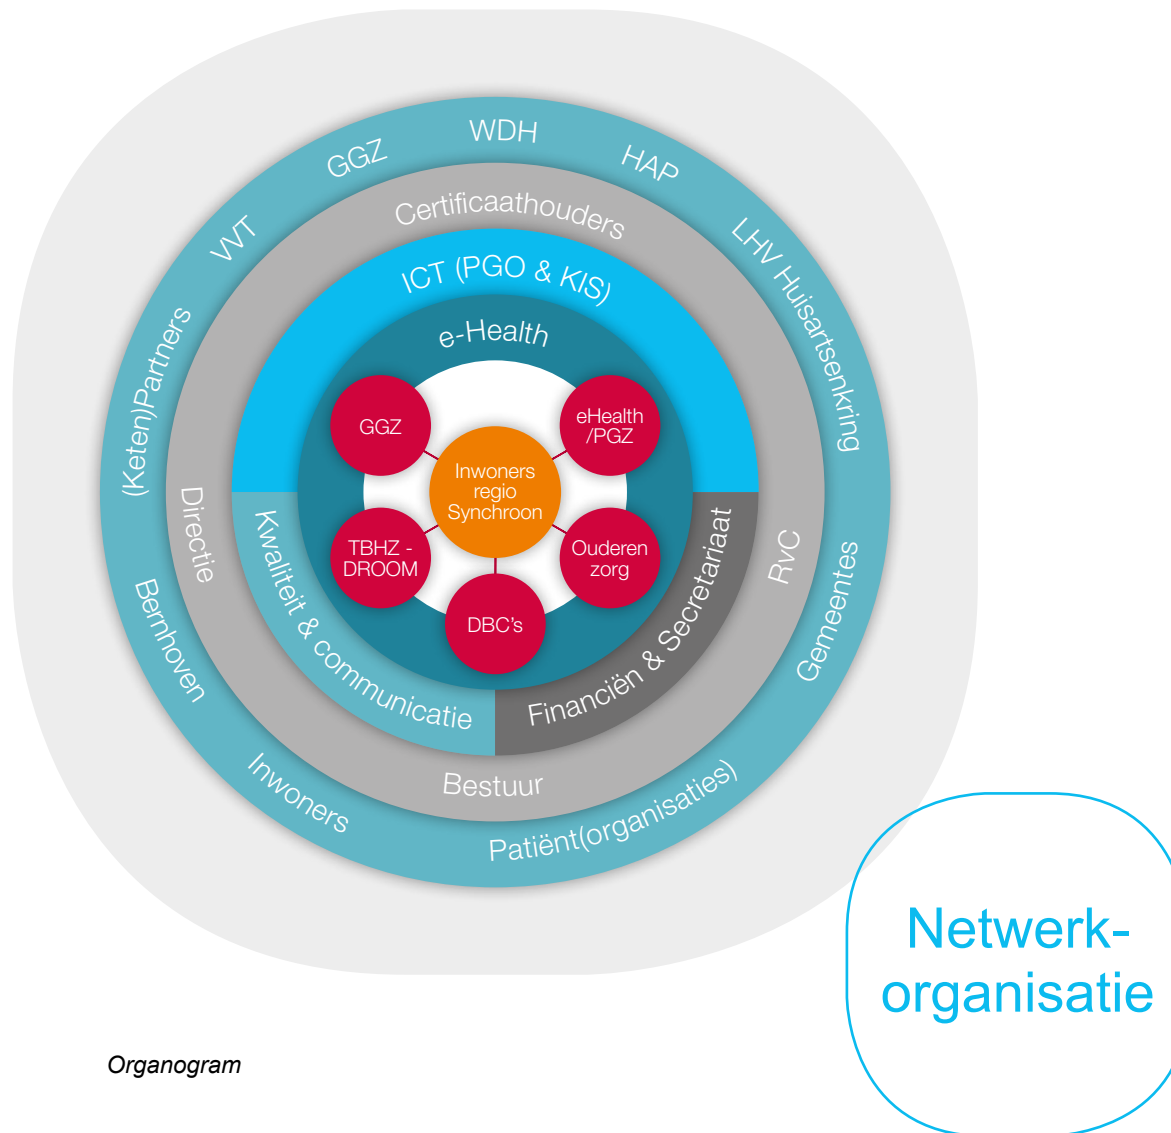 WDH
GGZ
HAP
VVT
LHV Huisartsenkring
(Keten)Partners
Gemeentes
Bernhoven
Inwoners
Patiënt(organisaties)
Certificaathouders
Directie
RvC
Bestuur
ICT (PGO & KIS)
Kwaliteit & communicatie
Financiën & Secretariaat
e-Health
GGZ
eHealth
/PGZ
Inwoners
regio
Synchroon
TBHZ -
DROOM
Ouderen
zorg
DBC's
Netwerk-
organisatie
Organogram